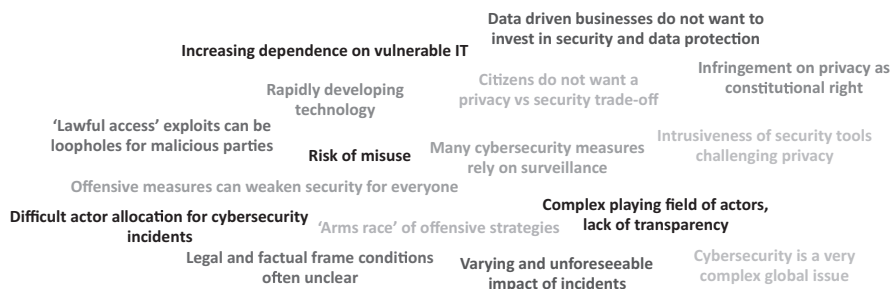 Data driven businesses do not want to
invest in security and data protection
Increasing dependence on vulnerable IT
Infringement on privacy as
constitutional right
Citizens do not want a
privacy vs security trade-off
Rapidly developing
technology
‘Lawful access’ exploits can be
loopholes for malicious parties
Risk of misuse
Many cybersecurity measures
rely on surveillance
Intrusiveness of security tools
challenging privacy
Offensive measures can weaken security for everyone
Difficult actor allocation for cybersecurity
incidents
‘Arms race’ of offensive strategies
Complex playing field of actors,
lack of transparency
Legal and factual frame conditions
often unclear
Varying and unforeseeable
impact of incidents
Cybersecurity is a very
complex global issue